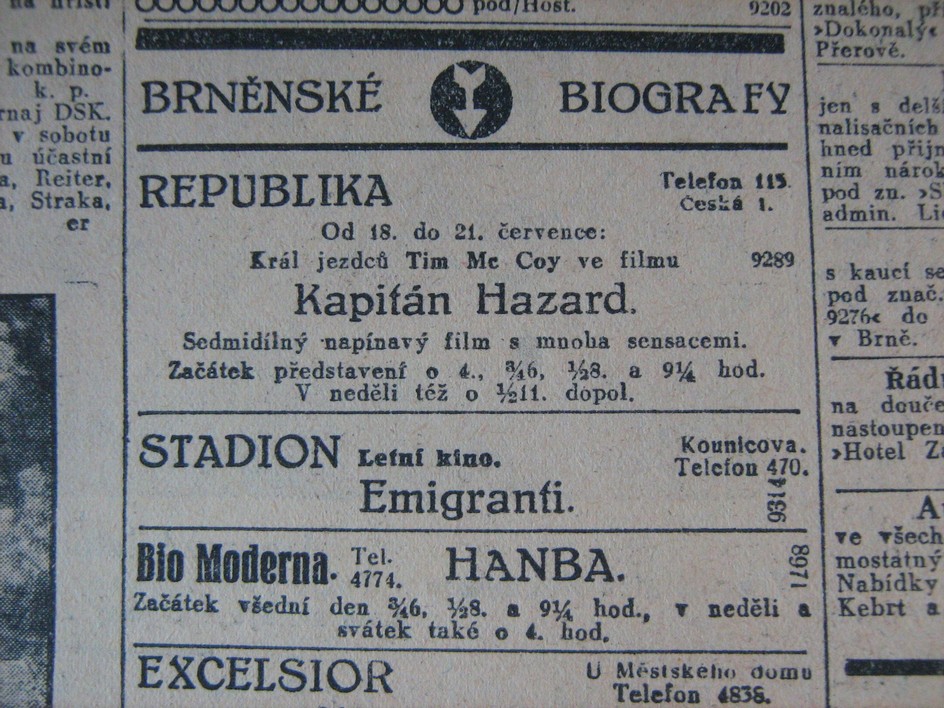 na hřišti
na svém
kombino-
k. p.
rnaj DSK.
v sobotu
u účastní
a, Reiter,
a, Straka,
er
pod/Host.
9202
BRNĚNSKÉ BIOGRAFY
REPUBLIKA
Telefon 115.
Česká 1.
Od 18. do 21. července:
Král jezdců Tim Mc Coy ve filmu 9289
Kapitán Hazard.
Sedmidílný napínavý film s mnoha sensacemi.
Začátek představení o 4., ¾6, ½8. a 9¼ hod.
V neděli též o ½11. dopol.
STADION Letní kino.
Kounicova.
Telefon 470.
Emigranti.
9314
Bio Moderna. Tel. 4774. HANBA.
8971
Začátek všední den ¾6, ½8. a 9¼ hod., v neděli a
svátek také o 4. hod.
EXCELSIOR
U Městského domu
Telefon 4838.
znalého, př
›Dokonalý‹
Přerově.
jen s delš
nalisačních
hned přijm
ním nárok
pod zn. ›S
admin. Li
s kaucí se
pod znač.
9276‹ do
v Brně.
Řád
na douče
nastoupen
›Hotel Za
A
ve všech
mostatný
Nabídky
Kebrt a